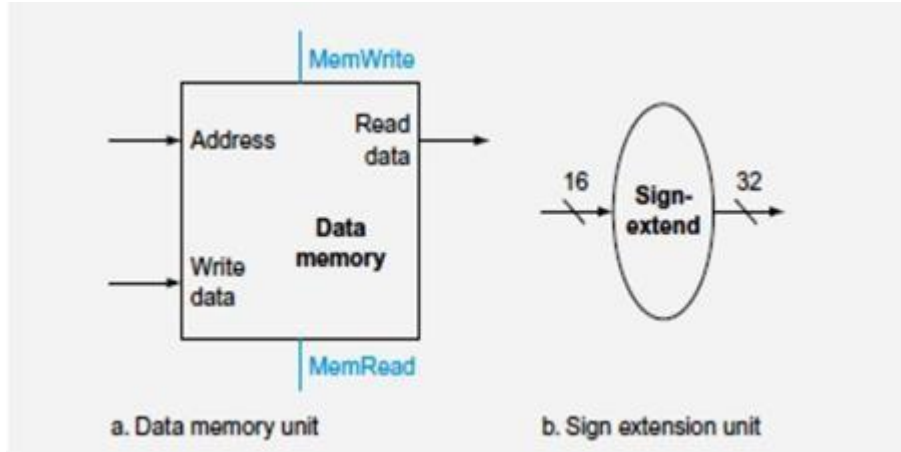 MemWrite
Address
Read
data
Data
memory
Write
data
MemRead
a. Data memory unit
16
Sign-
extend
32
b. Sign extension unit